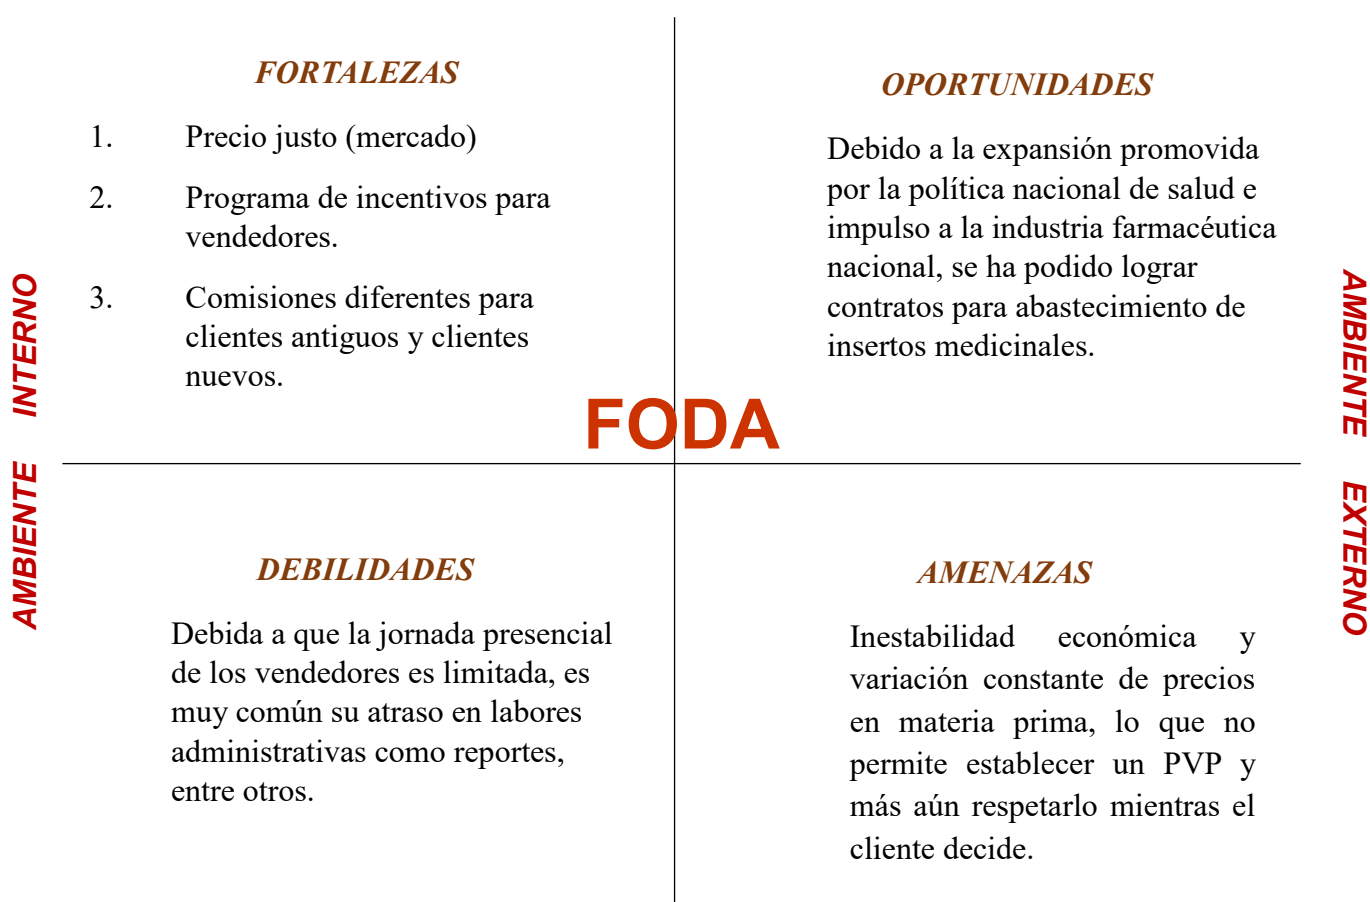 FORTALEZAS
1. Precio justo (mercado)
2. Programa de incentivos para
vendedores.
3. Comisiones diferentes para
clientes antiguos y clientes
nuevos.
OPORTUNIDADES
Debido a la expansión promovida
por la política nacional de salud e
impulso a la industria farmacéutica
nacional, se ha podido lograr
contratos para abastecimiento de
insertos medicinales.
AMBIENTE INTERNO
FODA
AMBIENTE EXTERNO
DEBILIDADES
Debida a que la jornada presencial
de los vendedores es limitada, es
muy común su atraso en labores
administrativas como reportes,
entre otros.
AMENAZAS
Inestabilidad económica y
variación constante de precios
en materia prima, lo que no
permite establecer un PVP y
más aún respetarlo mientras el
cliente decide.